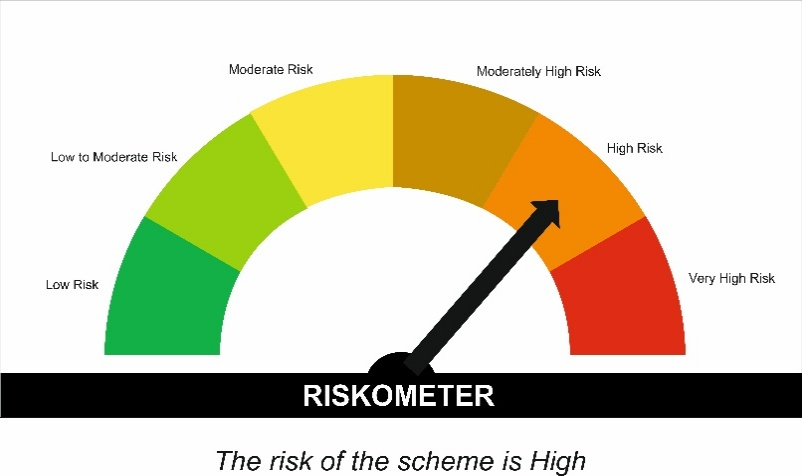 Moderate Risk
Moderately High Risk
Low to Moderate Risk
High Risk
Low Risk
Very High Risk
RISKOMETER
The risk of the scheme is High